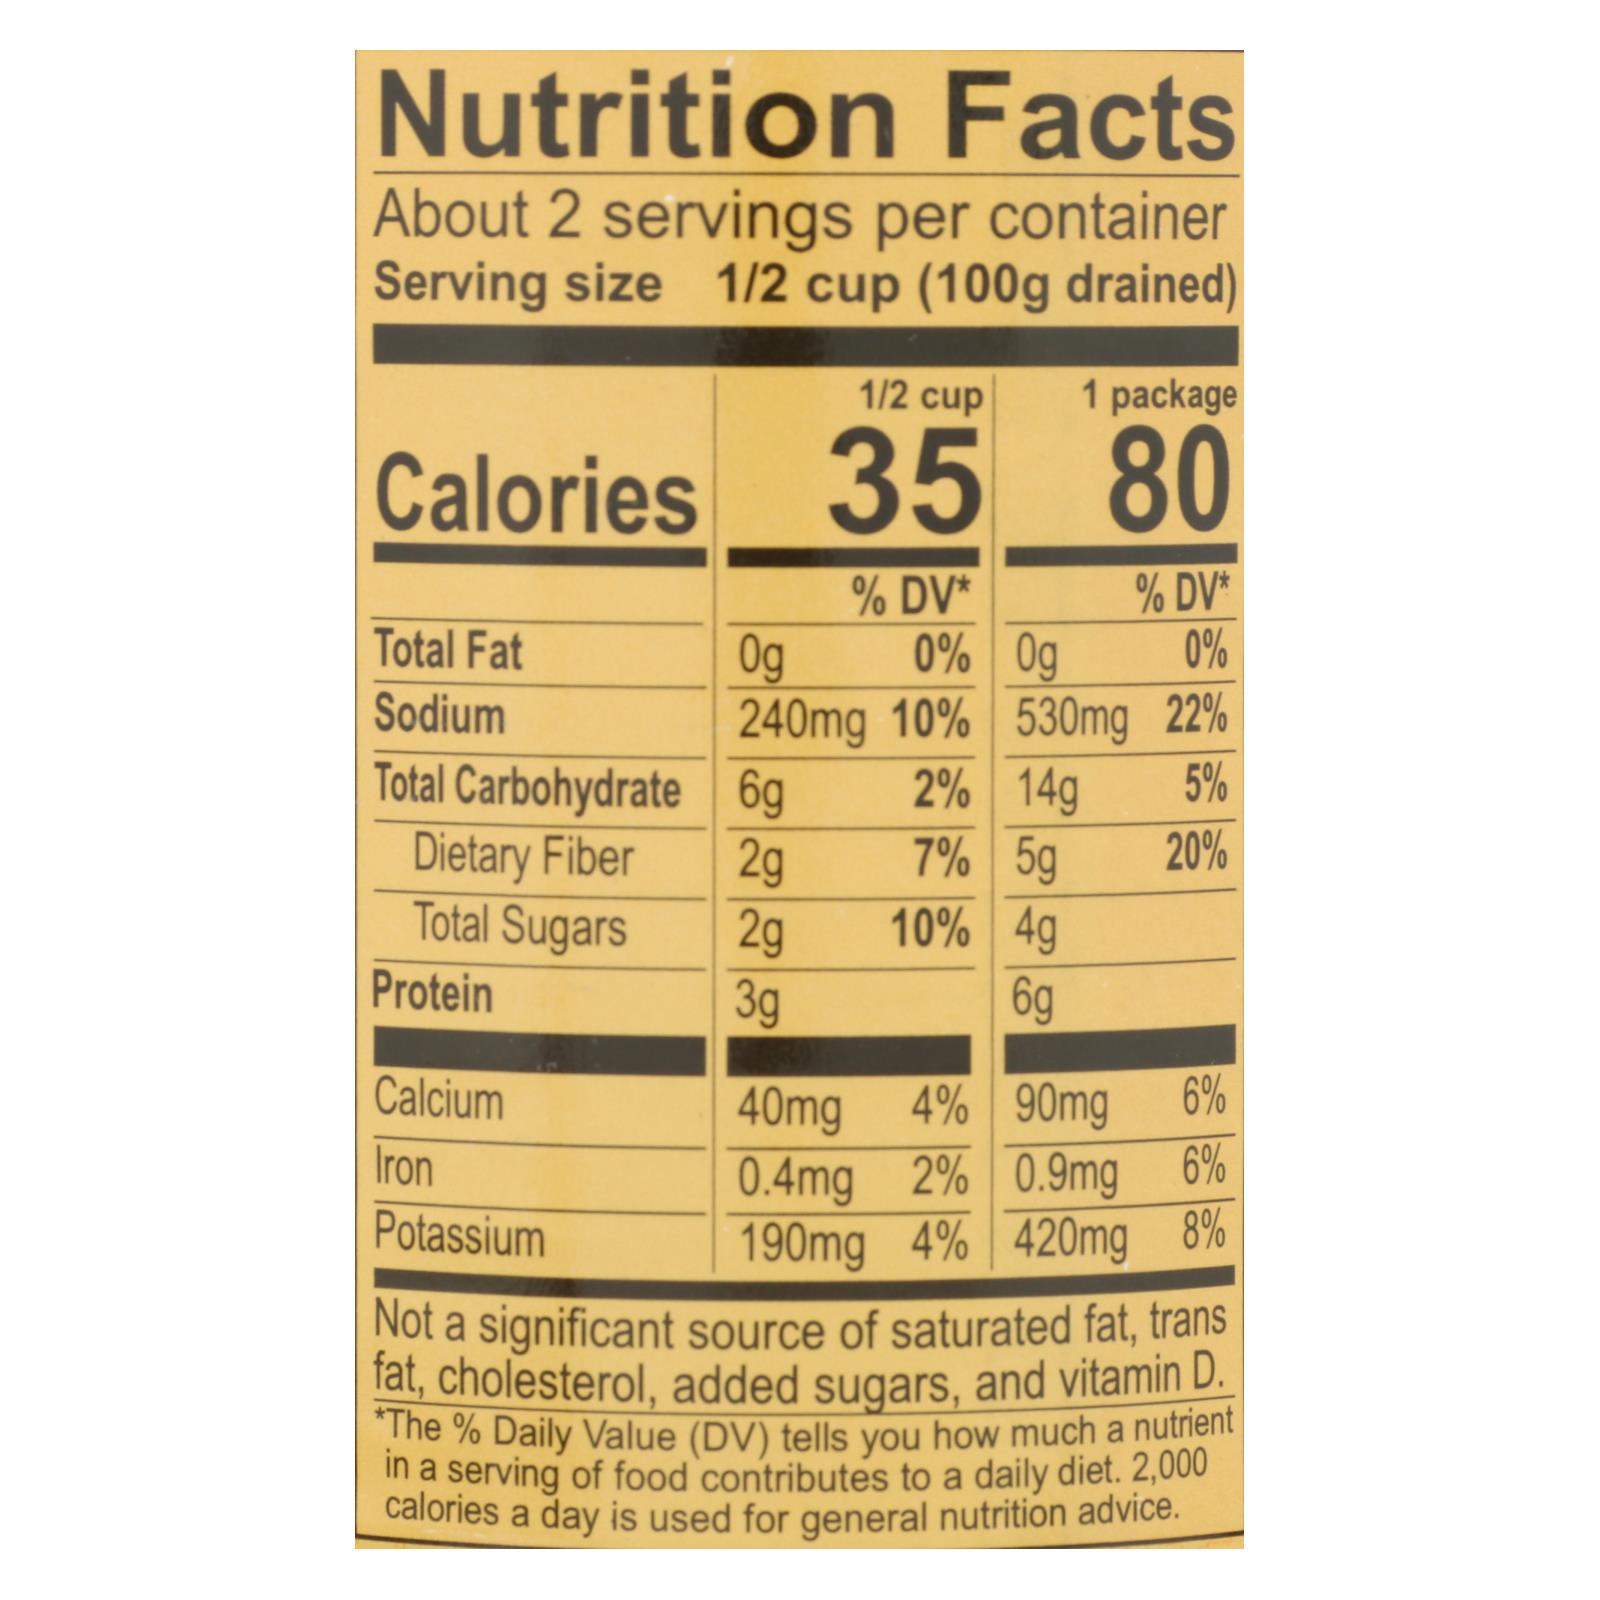 Nutrition Facts
About 2 servings per container
Serving size 1/2 cup (100g drained)
1/2 cup 1 package
Calories 35 80
% DV* % DV*
Total Fat 0g 0% 0g 0%
Sodium 240mg 10% 530mg 22%
Total Carbohydrate 6g 2% 14g 5%
Dietary Fiber 2g 7% 5g 20%
Total Sugars 2g 10% 4g
Protein 3g 6g
Calcium 40mg 4% 90mg 6%
Iron 0.4mg 2% 0.9mg 6%
Potassium 190mg 4% 420mg 8%
Not a significant source of saturated fat, trans
fat, cholesterol, added sugars, and vitamin D.
*The % Daily Value (DV) tells you how much a nutrient
in a serving of food contributes to a daily diet. 2,000
calories a day is used for general nutrition advice.